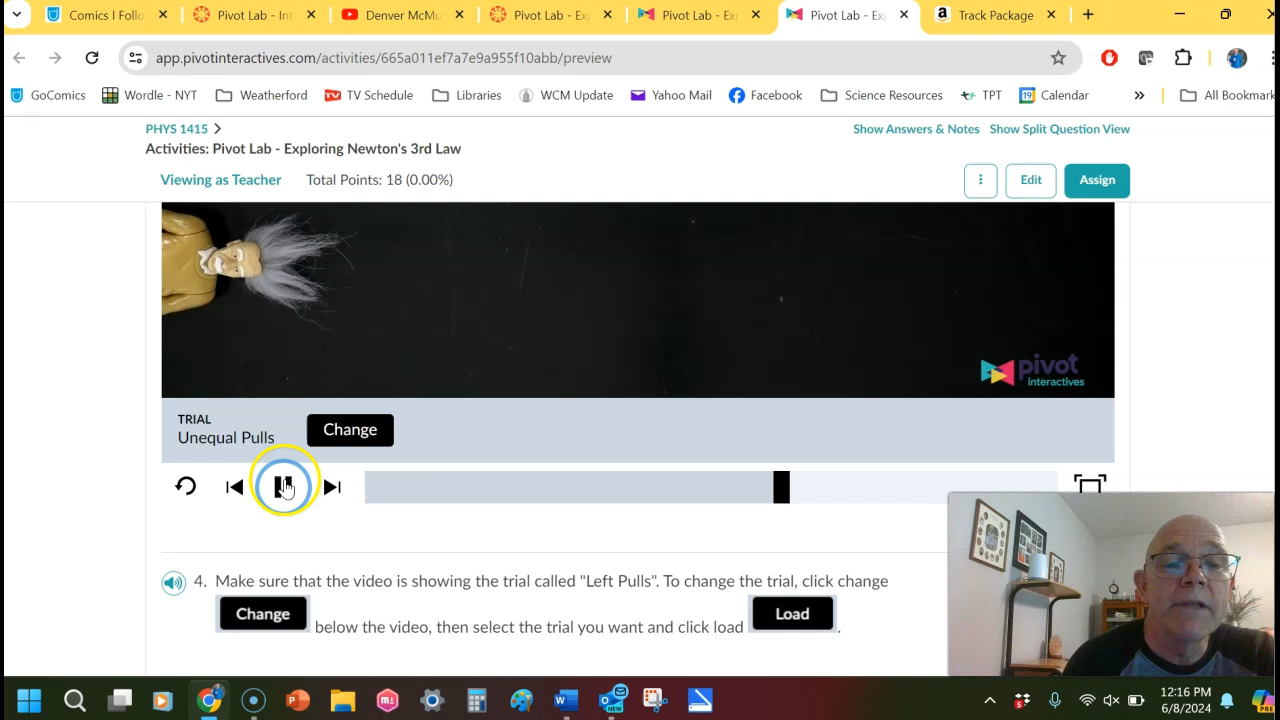 Comics I Follo
Pivot Lab - Int
Denver McMu
Pivot Lab - Exp
Pivot Lab - Exp
Pivot Lab - Exp
Track Package
app.pivotinteractives.com/activities/665a011ef7a7e9a955f10abb/preview
GoComics
Wordle - NYT
Weatherford
TV Schedule
Libraries
WCM Update
Yahoo Mail
Facebook
Science Resources
TPT
Calendar
All Bookmark
PHYS 1415
Show Answers & Notes
Show Split Question View
Activities: Pivot Lab - Exploring Newton's 3rd Law
Viewing as Teacher
Total Points: 18 (0.00%)
Edit
Assign
pivot
interactives
TRIAL
Unequal Pulls
Change
4. Make sure that the video is showing the trial called "Left Pulls". To change the trial, click change
Change below the video, then select the trial you want and click load Load .
12:16 PM
6/8/2024